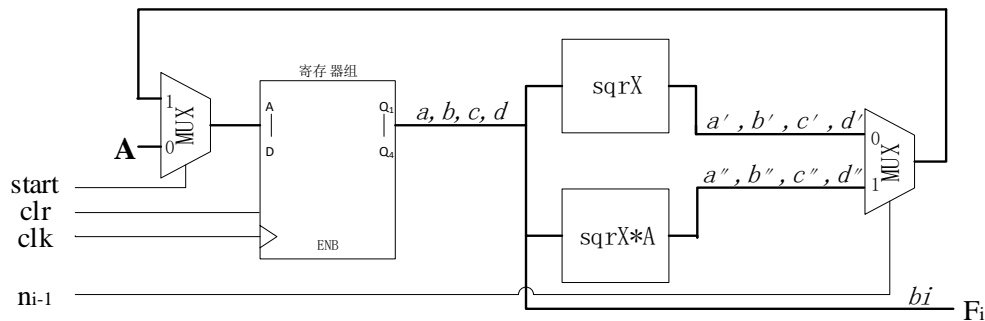 寄存器组
1
MUX
0
A
A
D
Q₁
Q₄
ENB
a, b, c, d
sqrX
sqrX*A
a′, b′, c′, d′
a″, b″, c″, d″
0
MUX
1
start
clr
clk
nᵢ₋₁
bi
Fᵢ